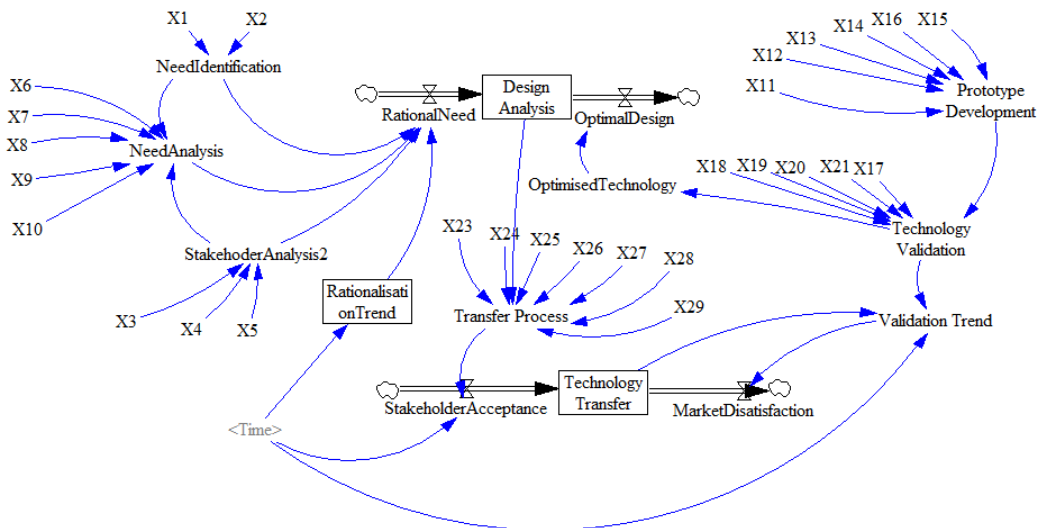 X1
X2
NeedIdentification
X6
X7
X8
NeedAnalysis
X9
X10
StakehoderAnalysis2
X3
X4
X5
RationalNeed
Design
Analysis
OptimalDesign
OptimisedTechnology
X16
X15
X14
X13
X12
X11
Prototype
Development
X18
X19
X20
X21
X17
Technology
Validation
Rationalisati
onTrend
X23
X24
X25
X26
X27
X28
X29
Transfer Process
Validation Trend
StakeholderAcceptance
Technology
Transfer
MarketDisatisfaction
<Time>